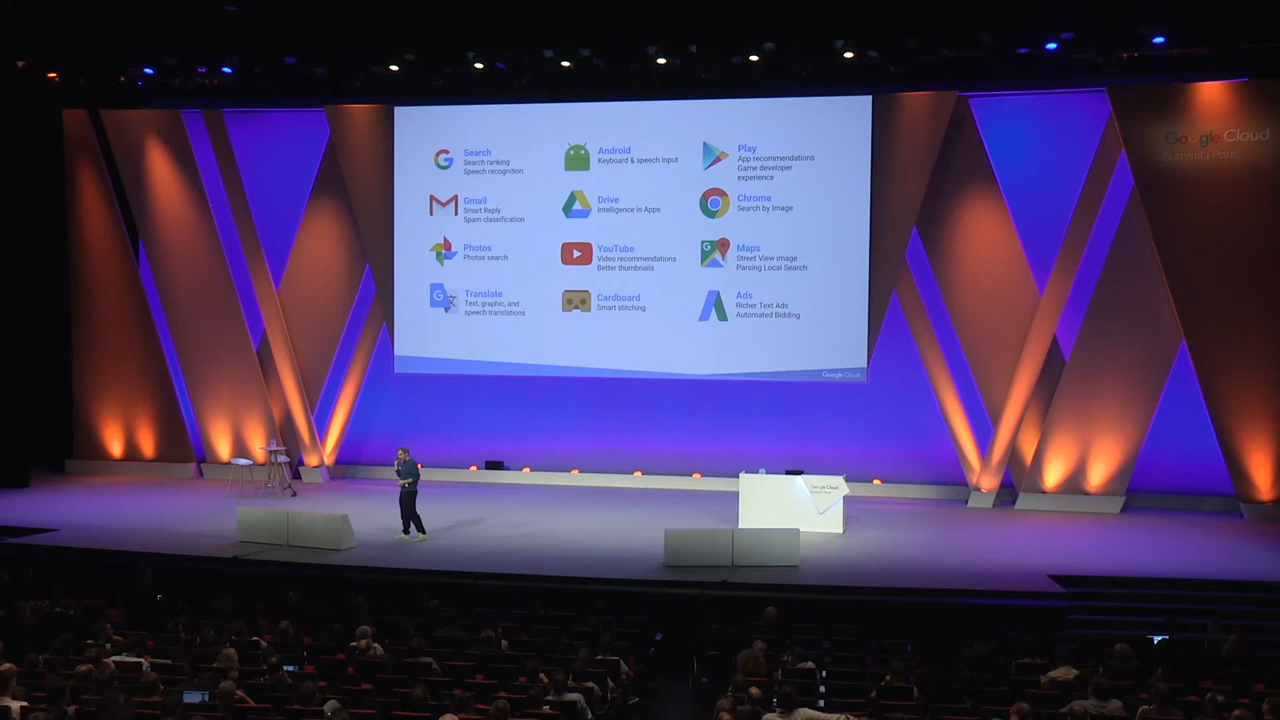 Search
Search ranking
Speech recognition
Android
Keyboard & speech input
Play
App recommendations
Game developer
experience
Gmail
Smart Reply
Spam classification
Drive
Intelligence in Apps
Chrome
Search by Image
Photos
Photos search
YouTube
Video recommendations
Better thumbnails
Maps
Street View image
Parsing Local Search
Translate
Text, graphic, and
speech translations
Cardboard
Smart stitching
Ads
Richer Text Ads
Automated Bidding
Google Cloud
Google Cloud
Summit | Paris
Google Cloud